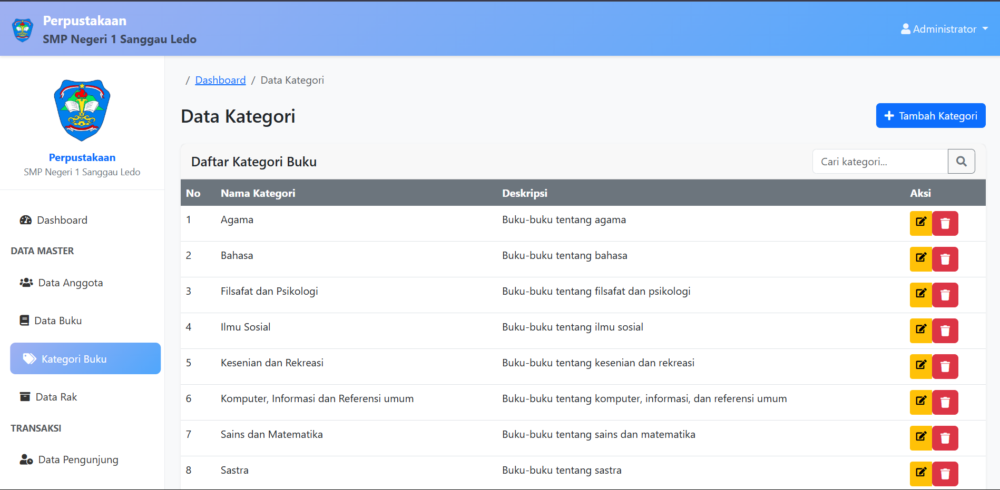 Perpustakaan
SMP Negeri 1 Sanggau Ledo
Administrator
Perpustakaan
SMP Negeri 1 Sanggau Ledo
Dashboard
DATA MASTER
Data Anggota
Data Buku
Kategori Buku
Data Rak
TRANSAKSI
Data Pengunjung
/ Dashboard / Data Kategori
Data Kategori
Tambah Kategori
Daftar Kategori Buku
Cari kategori...
No Nama Kategori Deskripsi Aksi
1 Agama Buku-buku tentang agama
2 Bahasa Buku-buku tentang bahasa
3 Filsafat dan Psikologi Buku-buku tentang filsafat dan psikologi
4 Ilmu Sosial Buku-buku tentang ilmu sosial
5 Kesenian dan Rekreasi Buku-buku tentang kesenian dan rekreasi
6 Komputer, Informasi dan Referensi umum Buku-buku tentang komputer, informasi, dan referensi umum
7 Sains dan Matematika Buku-buku tentang sains dan matematika
8 Sastra Buku-buku tentang sastra